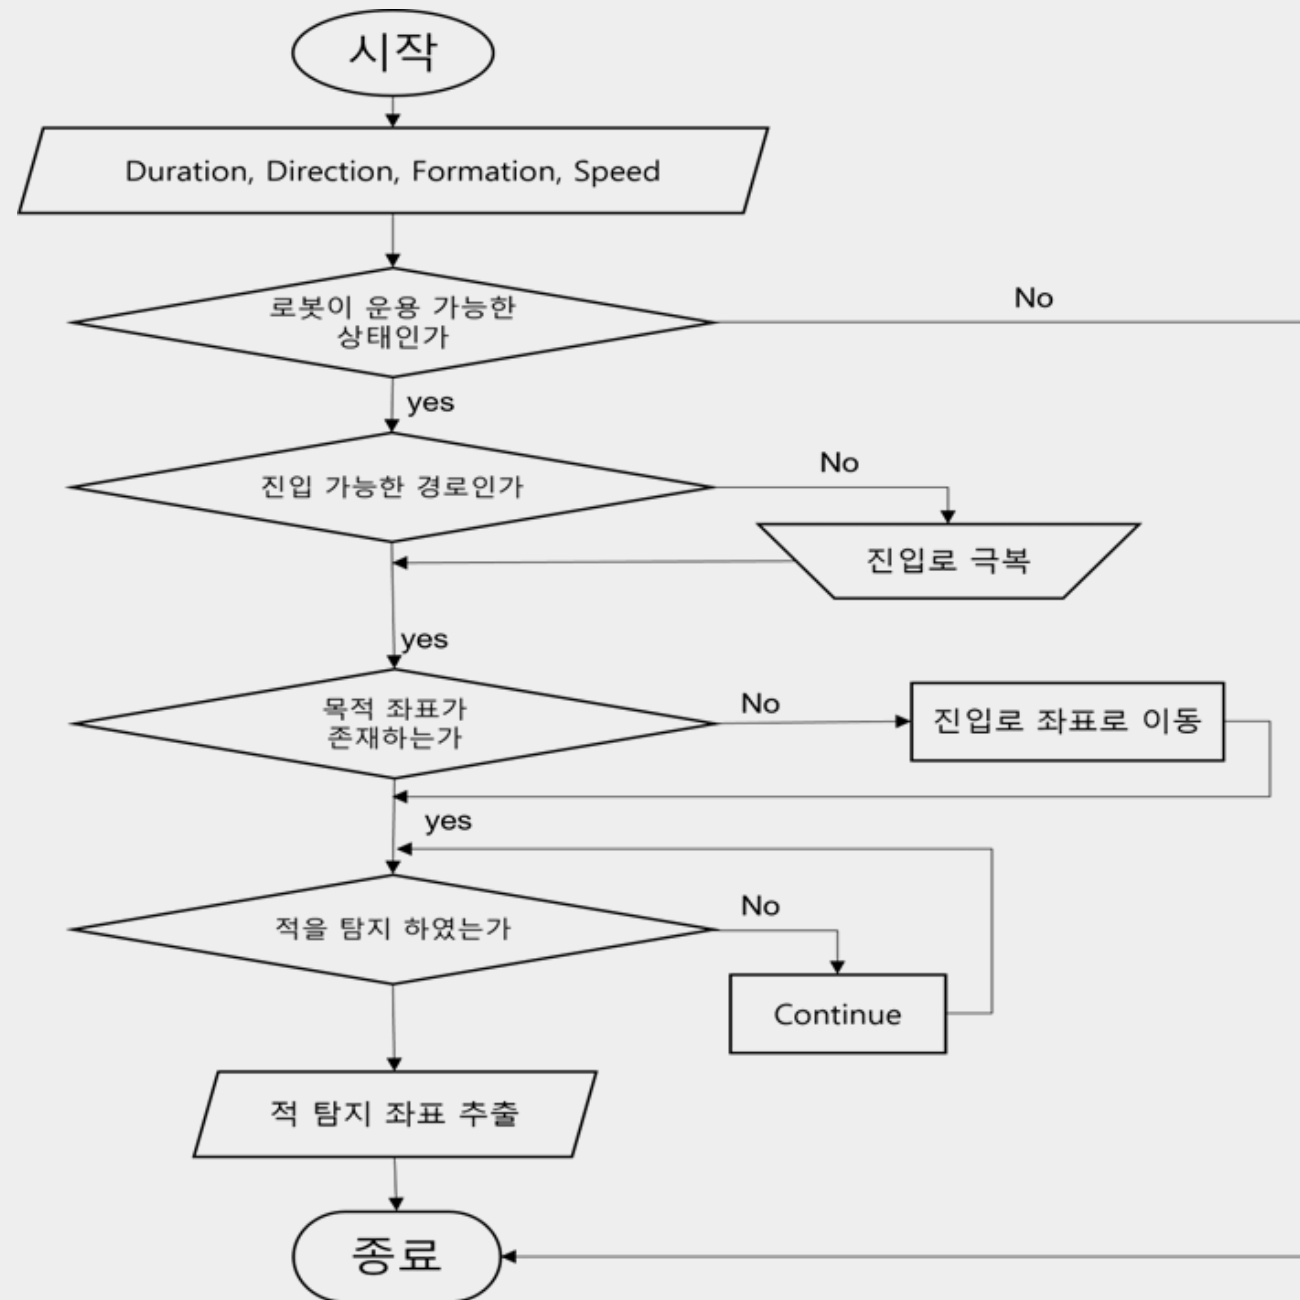 시작
Duration, Direction, Formation, Speed
로봇이 운용 가능한
상태인가
No
yes
진입 가능한 경로인가
No
진입로 극복
yes
목적 좌표가
존재하는가
No
진입로 좌표로 이동
yes
적을 탐지 하였는가
No
Continue
적 탐지 좌표 추출
종료